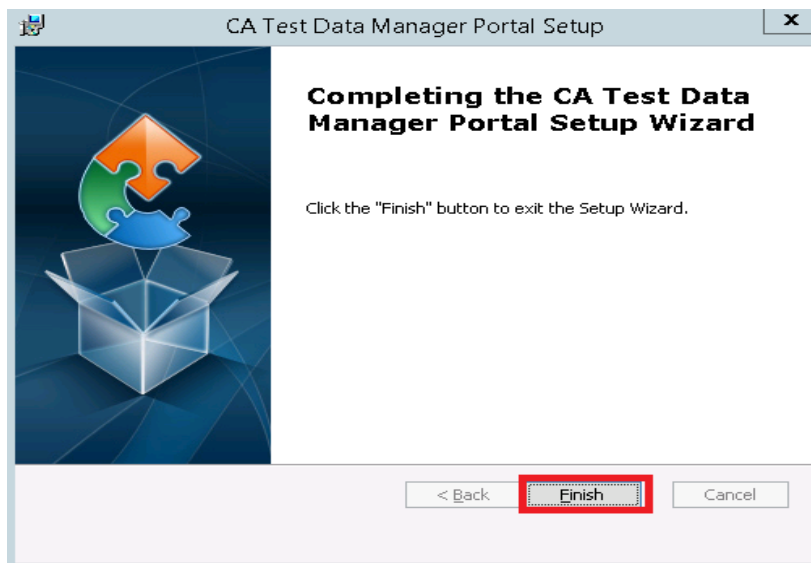 CA Test Data Manager Portal Setup
x
Completing the CA Test Data
Manager Portal Setup Wizard
Click the "Finish" button to exit the Setup Wizard.
< Back
Finish
Cancel